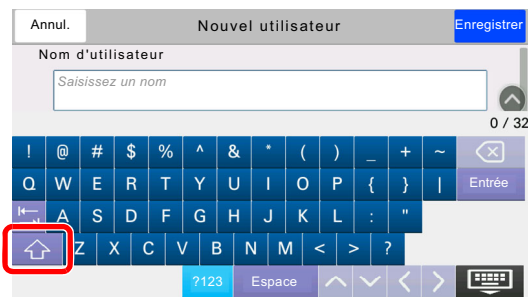 Annul. Nouvel utilisateur Enregistrer
Nom d'utilisateur
Saisissez un nom
0 / 32
! @ # $ % ^ & * ( ) _ + ~
Q W E R T Y U I O P { } | Entrée
A S D F G H J K L : "
Z X C V B N M < > ?
?123 Espace